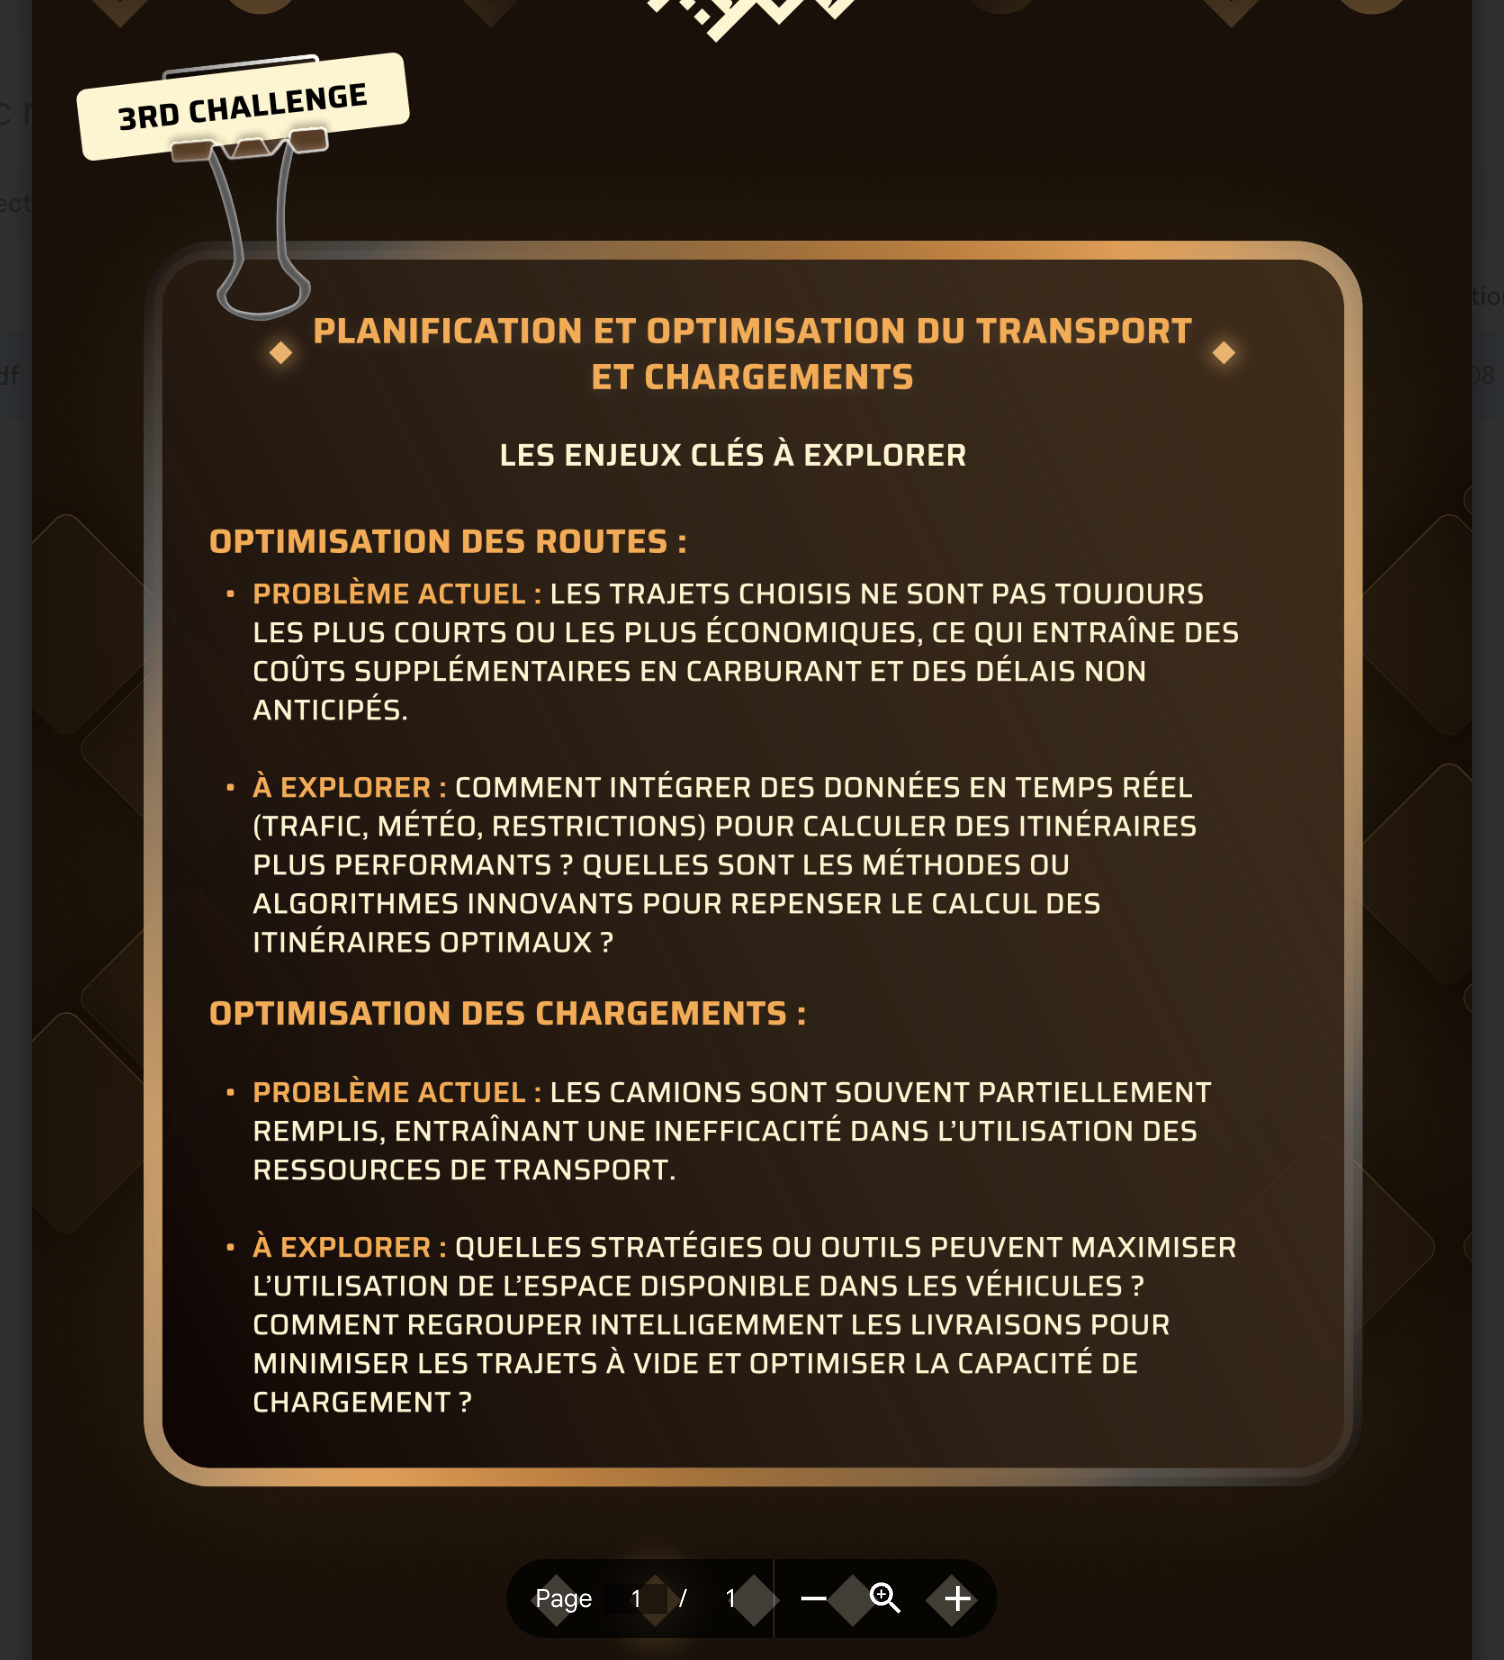 3RD CHALLENGE
PLANIFICATION ET OPTIMISATION DU TRANSPORT
ET CHARGEMENTS
LES ENJEUX CLÉS À EXPLORER
OPTIMISATION DES ROUTES :
• PROBLÈME ACTUEL : LES TRAJETS CHOISIS NE SONT PAS TOUJOURS
LES PLUS COURTS OU LES PLUS ÉCONOMIQUES, CE QUI ENTRAÎNE DES
COÛTS SUPPLÉMENTAIRES EN CARBURANT ET DES DÉLAIS NON
ANTICIPÉS.
• À EXPLORER : COMMENT INTÉGRER DES DONNÉES EN TEMPS RÉEL
(TRAFIC, MÉTÉO, RESTRICTIONS) POUR CALCULER DES ITINÉRAIRES
PLUS PERFORMANTS ? QUELLES SONT LES MÉTHODES OU
ALGORITHMES INNOVANTS POUR REPENSER LE CALCUL DES
ITINÉRAIRES OPTIMAUX ?
OPTIMISATION DES CHARGEMENTS :
• PROBLÈME ACTUEL : LES CAMIONS SONT SOUVENT PARTIELLEMENT
REMPLIS, ENTRAÎNANT UNE INEFFICACITÉ DANS L’UTILISATION DES
RESSOURCES DE TRANSPORT.
• À EXPLORER : QUELLES STRATÉGIES OU OUTILS PEUVENT MAXIMISER
L’UTILISATION DE L’ESPACE DISPONIBLE DANS LES VÉHICULES ?
COMMENT REGROUPER INTELLIGEMMENT LES LIVRAISONS POUR
MINIMISER LES TRAJETS À VIDE ET OPTIMISER LA CAPACITÉ DE
CHARGEMENT ?
Page 1 / 1